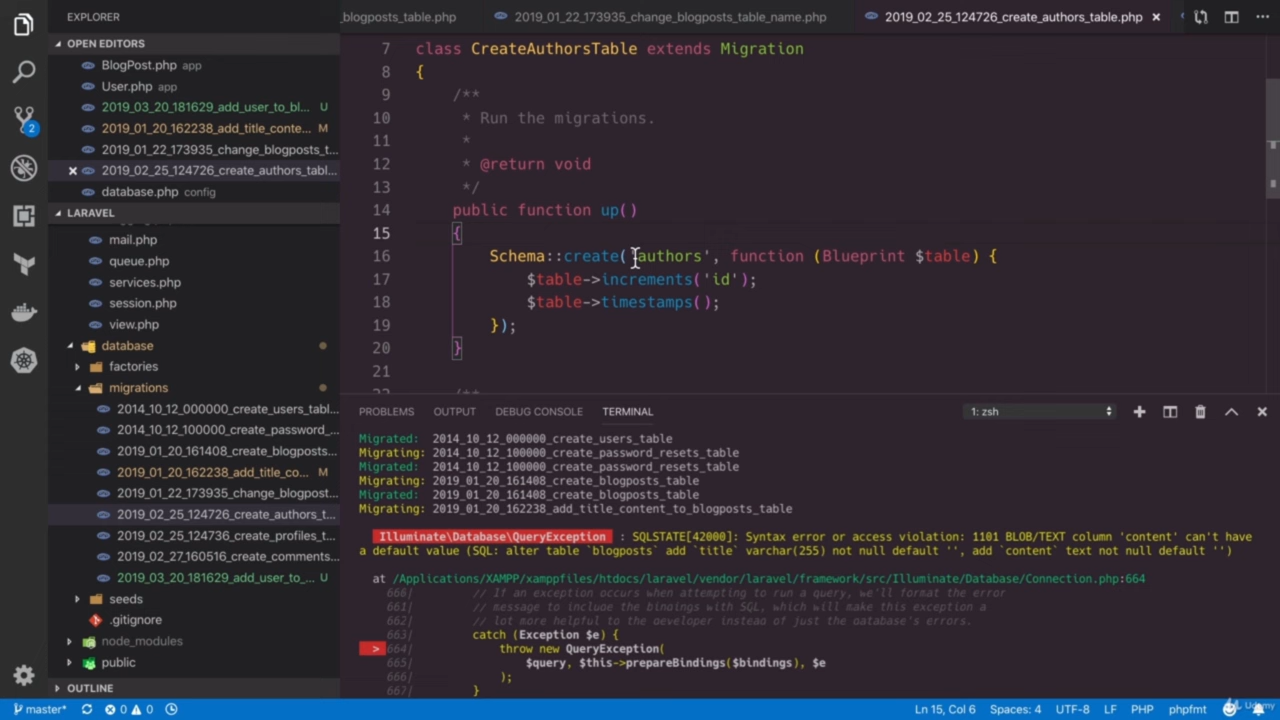 EXPLORER
OPEN EDITORS
BlogPost.php app
User.php app
2019_03_20_181629_add_user_to_bl... U
2019_01_20_162238_add_title_conte... M
2019_01_22_173935_change_blogposts_t...
2019_02_25_124726_create_authors_tabl...
database.php config
LARAVEL
mail.php
queue.php
services.php
session.php
view.php
database
factories
migrations
2014_10_12_000000_create_users_tabl...
2014_10_12_100000_create_password_...
2019_01_20_161408_create_blogposts...
2019_01_20_162238_add_title_co... M
2019_01_22_173935_change_blogpost...
2019_02_25_124726_create_authors_t...
2019_02_25_124736_create_profiles_t...
2019_02_27_160516_create_comments...
2019_03_20_181829_add_user_to_... U
seeds
.gitignore
node_modules
public
OUTLINE
2
_blogposts_table.php
2019_01_22_173935_change_blogposts_table_name.php
2019_02_25_124726_create_authors_table.php
7 class CreateAuthorsTable extends Migration
8 {
9 /**
10 * Run the migrations.
11 *
12 * @return void
13 */
14 public function up()
15 {
16 Schema::create('authors', function (Blueprint $table) {
17 $table->increments('id');
18 $table->timestamps();
19 });
20 }
21
22 /**
PROBLEMS OUTPUT DEBUG CONSOLE TERMINAL 1: zsh
Migrated: 2014_10_12_000000_create_users_table
Migrating: 2014_10_12_100000_create_password_resets_table
Migrated: 2014_10_12_100000_create_password_resets_table
Migrating: 2019_01_20_161408_create_blogposts_table
Migrated: 2019_01_20_161408_create_blogposts_table
Migrating: 2019_01_20_162238_add_title_content_to_blogposts_table
Illuminate\Database\QueryException : SQLSTATE[42000]: Syntax error or access violation: 1101 BLOB/TEXT column 'content' can't have
a default value (SQL: alter table `blogposts` add `title` varchar(255) not null default '', add `content` text not null default '')
at /Applications/XAMPP/xamppfiles/htdocs/laravel/vendor/laravel/framework/src/Illuminate/Database/Connection.php:664
660| // If an exception occurs when attempting to run a query, we'll format the error
661| // message to include the bindings with SQL, which will make this exception a
662| // lot more helpful to the developer instead of just the database's errors.
663| catch (Exception $e) {
> 664| throw new QueryException(
665| $query, $this->prepareBindings($bindings), $e
666| );
667| }
master* 0 0 Ln 15, Col 6 Spaces: 4 UTF-8 LF PHP phpfmt
Udemy